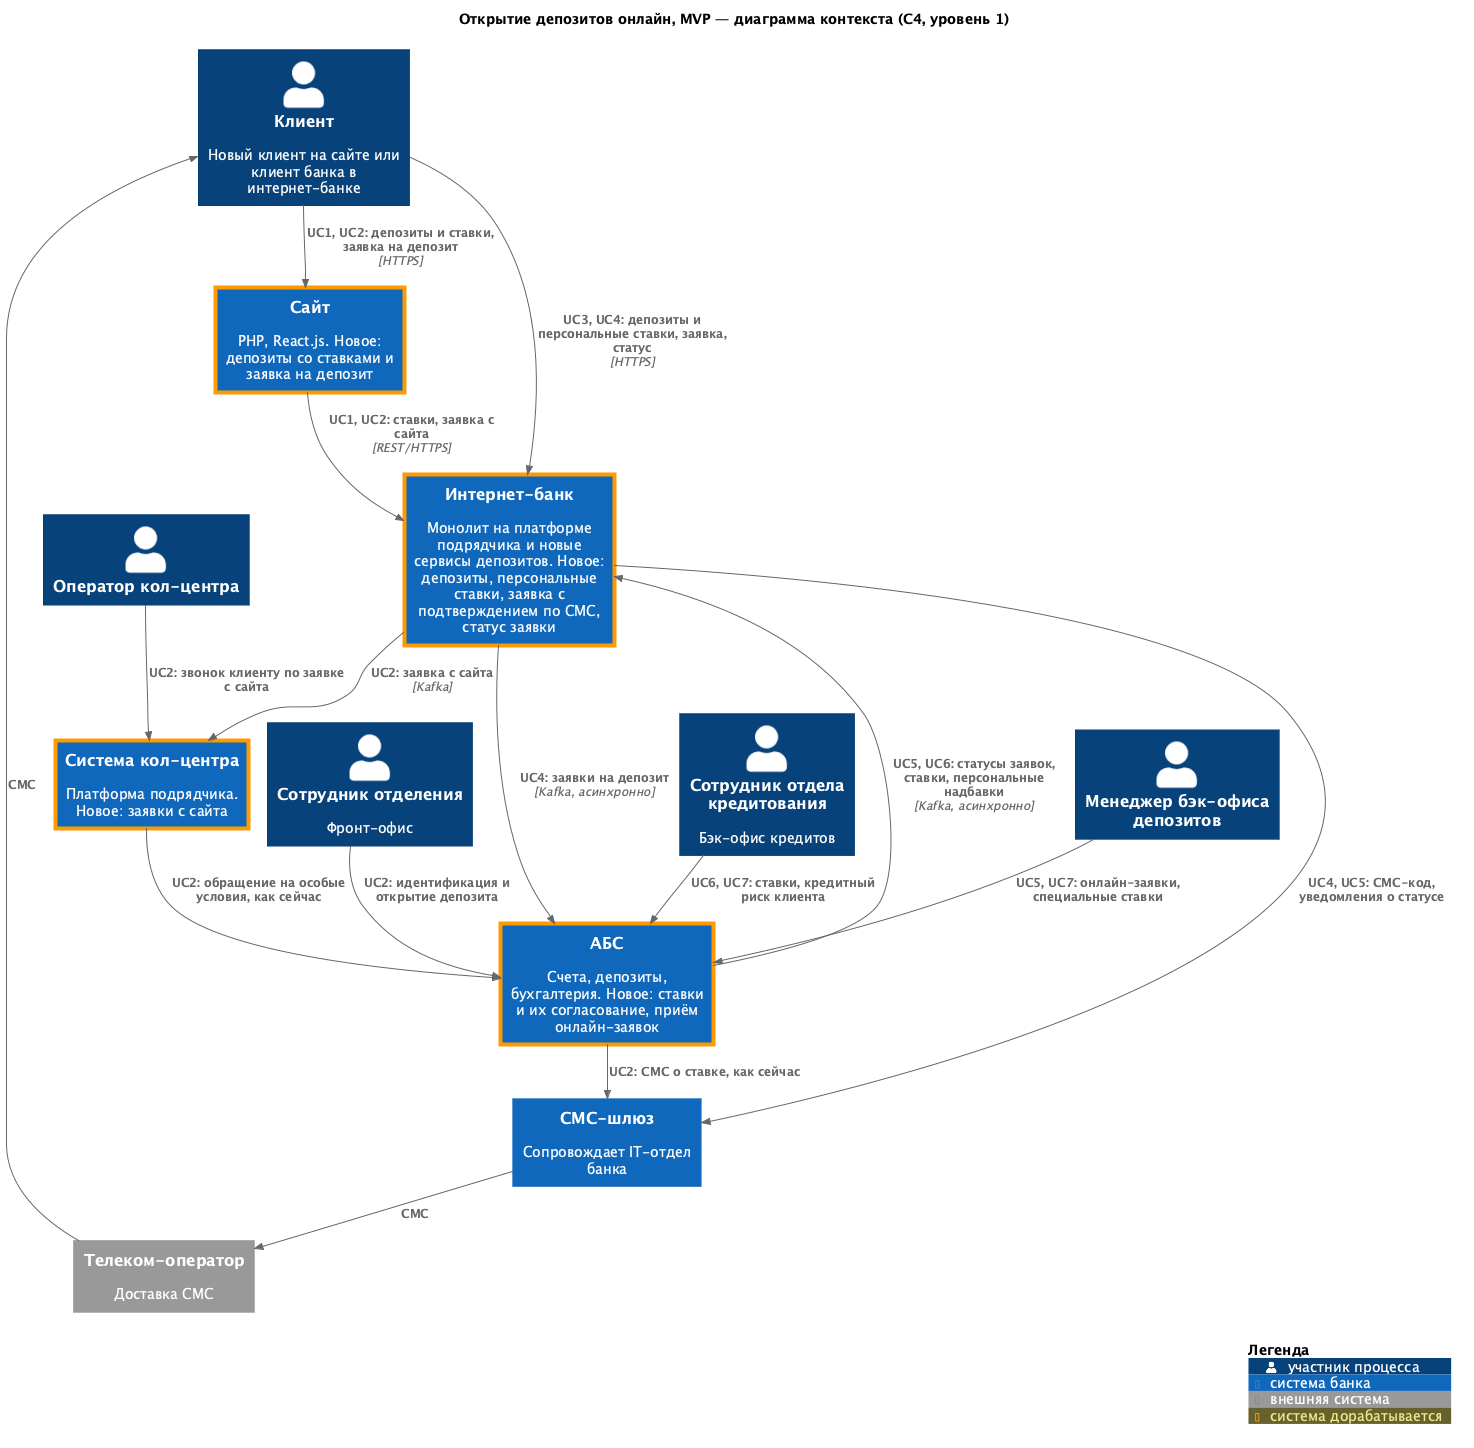 Открытие депозитов онлайн, MVP — диаграмма контекста (C4, уровень 1)
Клиент
Новый клиент на сайте или
клиент банка в
интернет-банке
UC1, UC2: депозиты и ставки,
заявка на депозит
[HTTPS]
Сайт
PHP, React.js. Новое:
депозиты со ставками и
заявка на депозит
UC3, UC4: депозиты и
персональные ставки, заявка,
статус
[HTTPS]
UC1, UC2: ставки, заявка с
сайта
[REST/HTTPS]
Интернет-банк
Монолит на платформе
подрядчика и новые
сервисы депозитов. Новое:
депозиты, персональные
ставки, заявка с
подтверждением по СМС,
статус заявки
Оператор кол-центра
UC2: звонок клиенту по заявке
с сайта
UC2: заявка с сайта
[Kafka]
Система кол-центра
Платформа подрядчика.
Новое: заявки с сайта
Сотрудник отделения
Фронт-офис
UC4: заявки на депозит
[Kafka, асинхронно]
Сотрудник отдела
кредитования
Бэк-офис кредитов
UC5, UC6: статусы заявок,
ставки, персональные
надбавки
[Kafka, асинхронно]
Менеджер бэк-офиса
депозитов
СМС
UC2: обращение на особые
условия, как сейчас
UC2: идентификация и
открытие депозита
UC6, UC7: ставки, кредитный
риск клиента
UC5, UC7: онлайн-заявки,
специальные ставки
UC4, UC5: СМС-код,
уведомления о статусе
АБС
Счета, депозиты,
бухгалтерия. Новое: ставки
и их согласование, приём
онлайн-заявок
UC2: СМС о ставке, как сейчас
СМС-шлюз
Сопровождает IT-отдел
банка
СМС
Телеком-оператор
Доставка СМС
Легенда
участник процесса
система банка
внешняя система
система дорабатывается